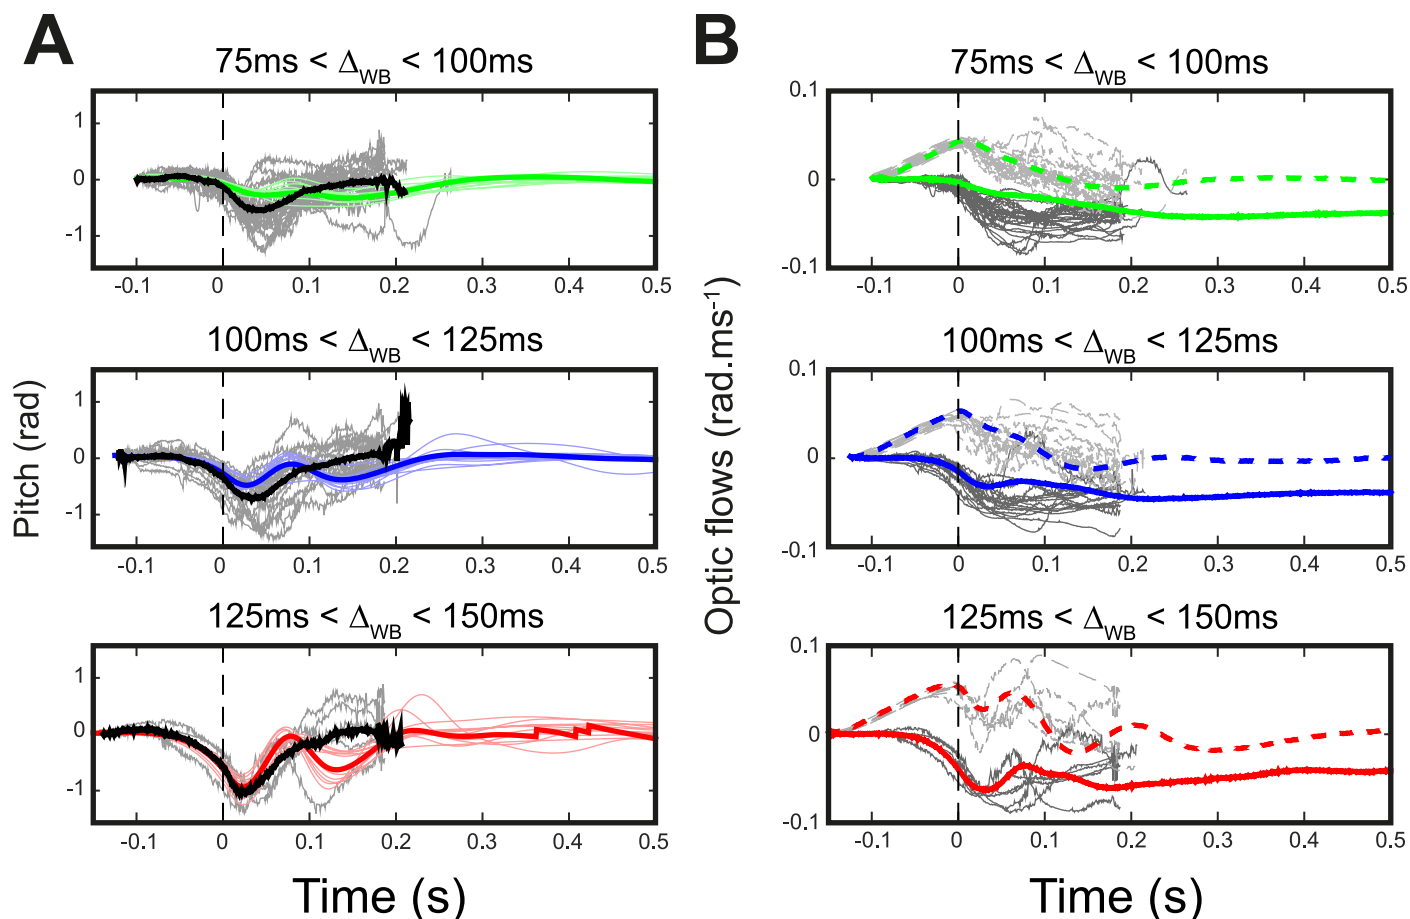 A
75ms < Δ_WB < 100ms
1
0
-1
-0.1 0 0.1 0.2 0.3 0.4 0.5
100ms < Δ_WB < 125ms
1
0
-1
-0.1 0 0.1 0.2 0.3 0.4 0.5
125ms < Δ_WB < 150ms
1
0
-1
-0.1 0 0.1 0.2 0.3 0.4 0.5
Pitch (rad)
Time (s)
B
75ms < Δ_WB < 100ms
0.1
0
-0.1
-0.1 0 0.1 0.2 0.3 0.4 0.5
100ms < Δ_WB < 125ms
0.1
0
-0.1
-0.1 0 0.1 0.2 0.3 0.4 0.5
125ms < Δ_WB < 150ms
0.1
0
-0.1
-0.1 0 0.1 0.2 0.3 0.4 0.5
Optic flows (rad.ms⁻¹)
Time (s)